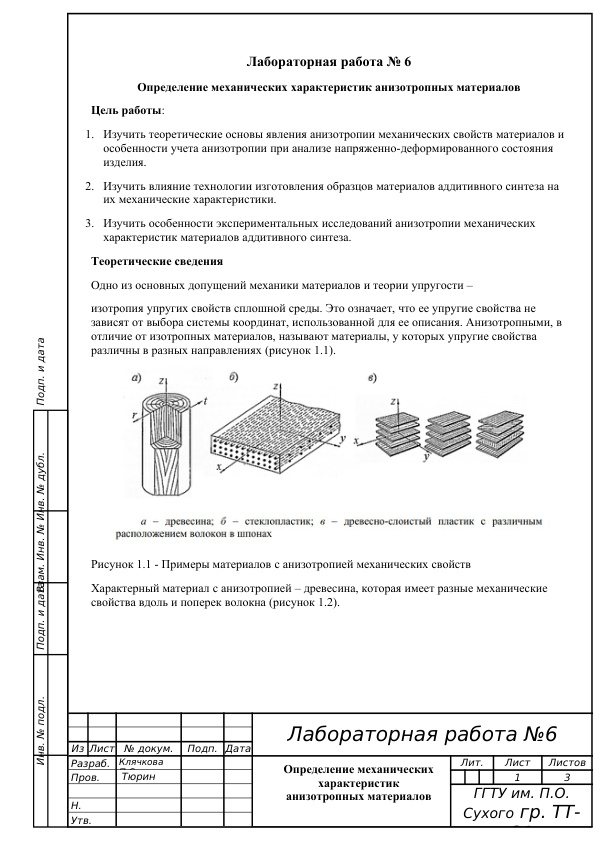 Лабораторная работа № 6
Определение механических характеристик анизотропных материалов
Цель работы:
1. Изучить теоретические основы явления анизотропии механических свойств материалов и
особенности учета анизотропии при анализе напряженно-деформированного состояния
изделия.
2. Изучить влияние технологии изготовления образцов материалов аддитивного синтеза на
их механические характеристики.
3. Изучить особенности экспериментальных исследований анизотропии механических
характеристик материалов аддитивного синтеза.
Теоретические сведения
Одно из основных допущений механики материалов и теории упругости –
изотропия упругих свойств сплошной среды. Это означает, что ее упругие свойства не
зависят от выбора системы координат, использованной для ее описания. Анизотропными, в
отличие от изотропных материалов, называют материалы, у которых упругие свойства
различны в разных направлениях (рисунок 1.1).
а) б) в)
z z z
r t x y x y
а – древесина; б – стеклопластик; в – древесно-слоистый пластик с различным
расположением волокон в шпонах
Рисунок 1.1 - Примеры материалов с анизотропией механических свойств
Характерный материал с анизотропией – древесина, которая имеет разные механические
свойства вдоль и поперек волокна (рисунок 1.2).
Подп. и дата
Инв. № дубл.
Взам. Инв. №
Подп. и дата
Инв. № подл.
Лабораторная работа №6
Из Лист № докум. Подп. Дата
Разраб. Клячкова
Пров. Тюрин
Н.
Утв.
Определение механических
характеристик
анизотропных материалов
Лит. Лист Листов
1 3
ГГТУ им. П.О.
Сухого гр. ТТ-